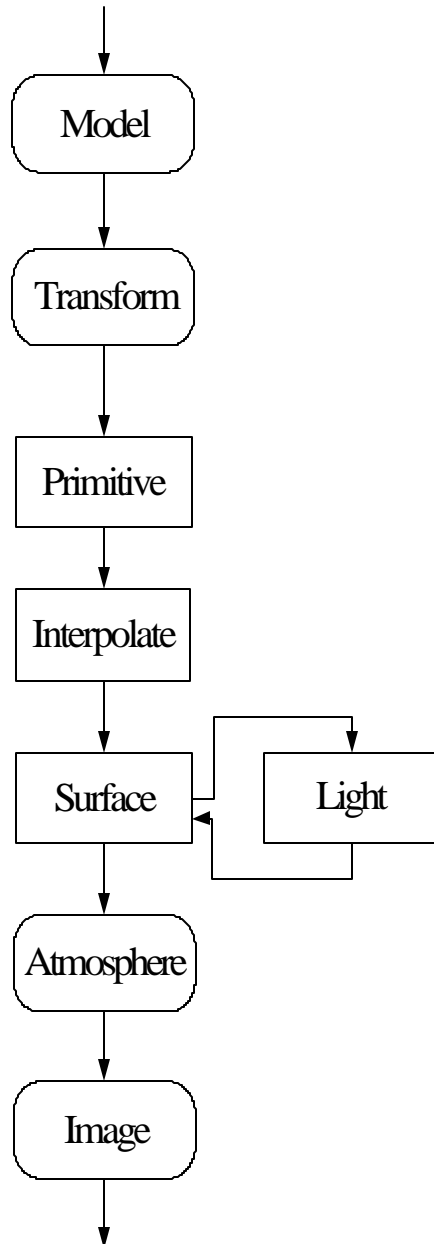 Model
Transform
Primitive
Interpolate
Surface
Light
Atmosphere
Image